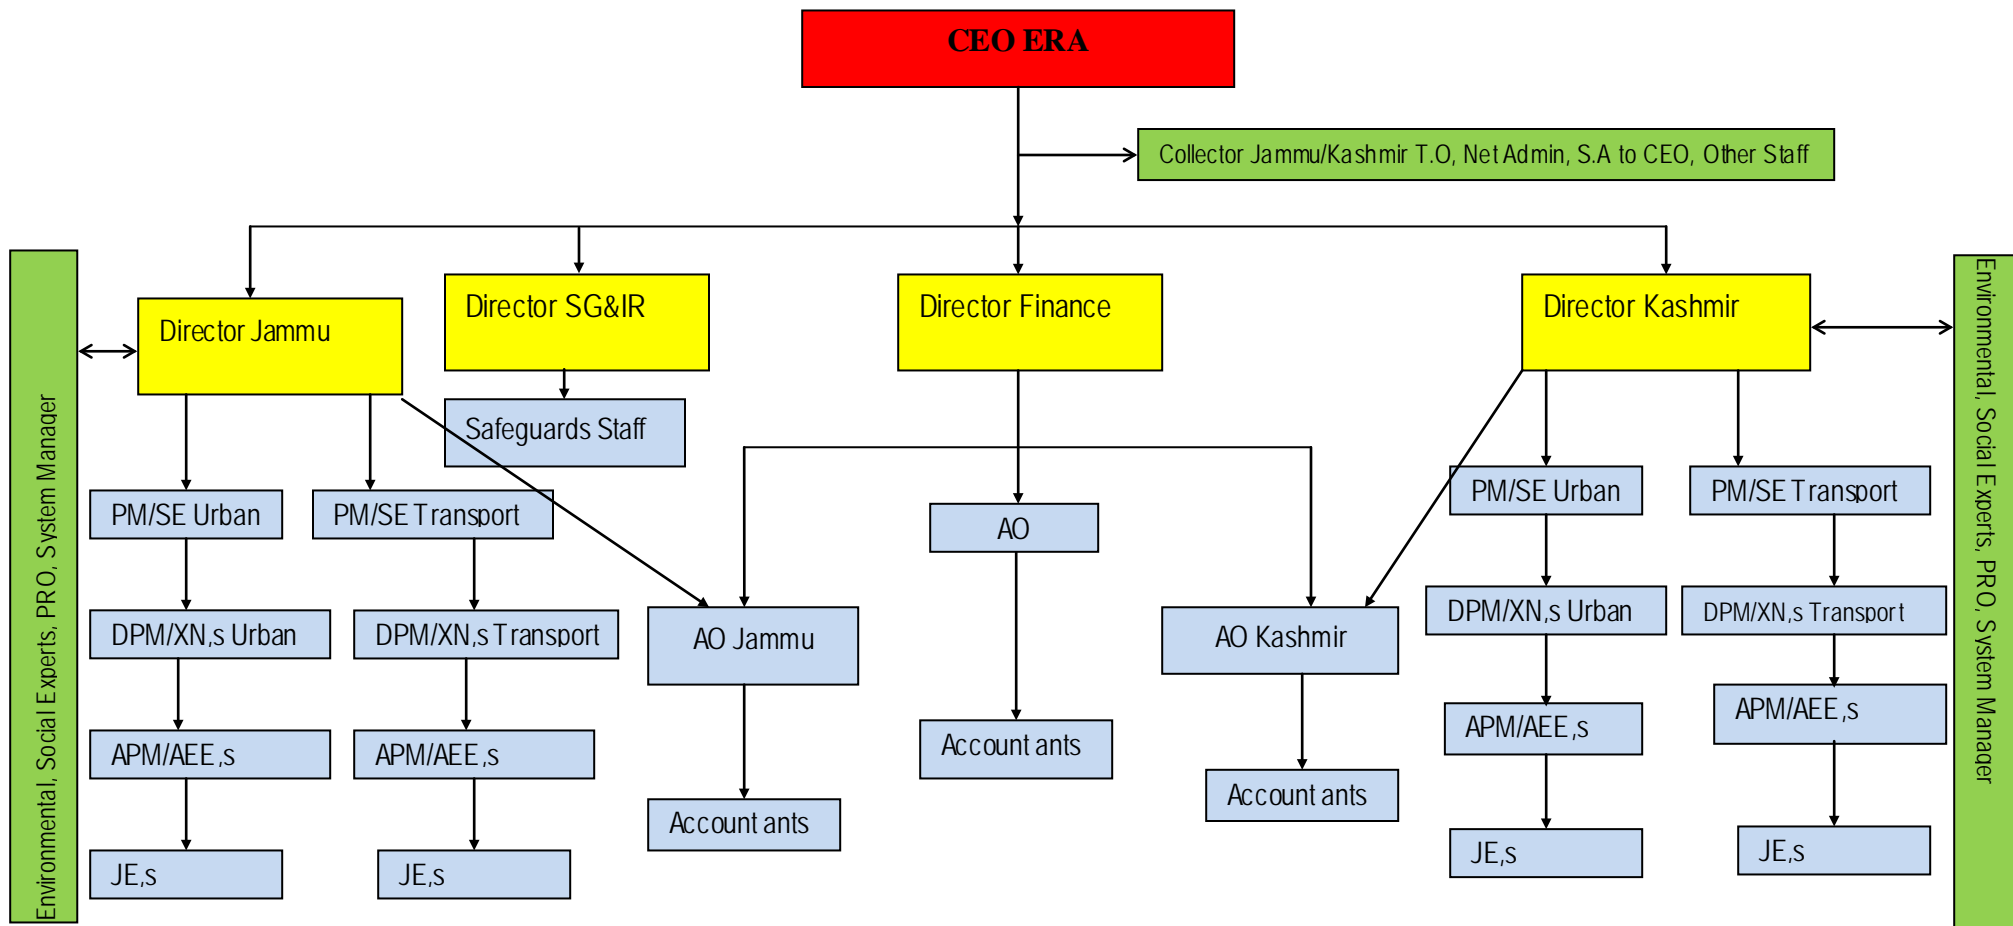 CEO ERA
Collector Jammu/Kashmir T.O, Net Admin, S.A to CEO, Other Staff
Environmental, Social Experts, PRO, System Manager
Director Jammu
Director SG&IR
Director Finance
Director Kashmir
Environmental, Social Experts, PRO, System Manager
Safeguards Staff
PM/SE Urban
PM/SE Transport
AO
PM/SE Urban
PM/SE Transport
DPM/XN,s Urban
DPM/XN,s Transport
AO Jammu
AO Kashmir
DPM/XN,s Urban
DPM/XN,s Transport
APM/AEE,s
APM/AEE,s
Account ants
APM/AEE,s
APM/AEE,s
Account ants
Account ants
JE,s
JE,s
JE,s
JE,s